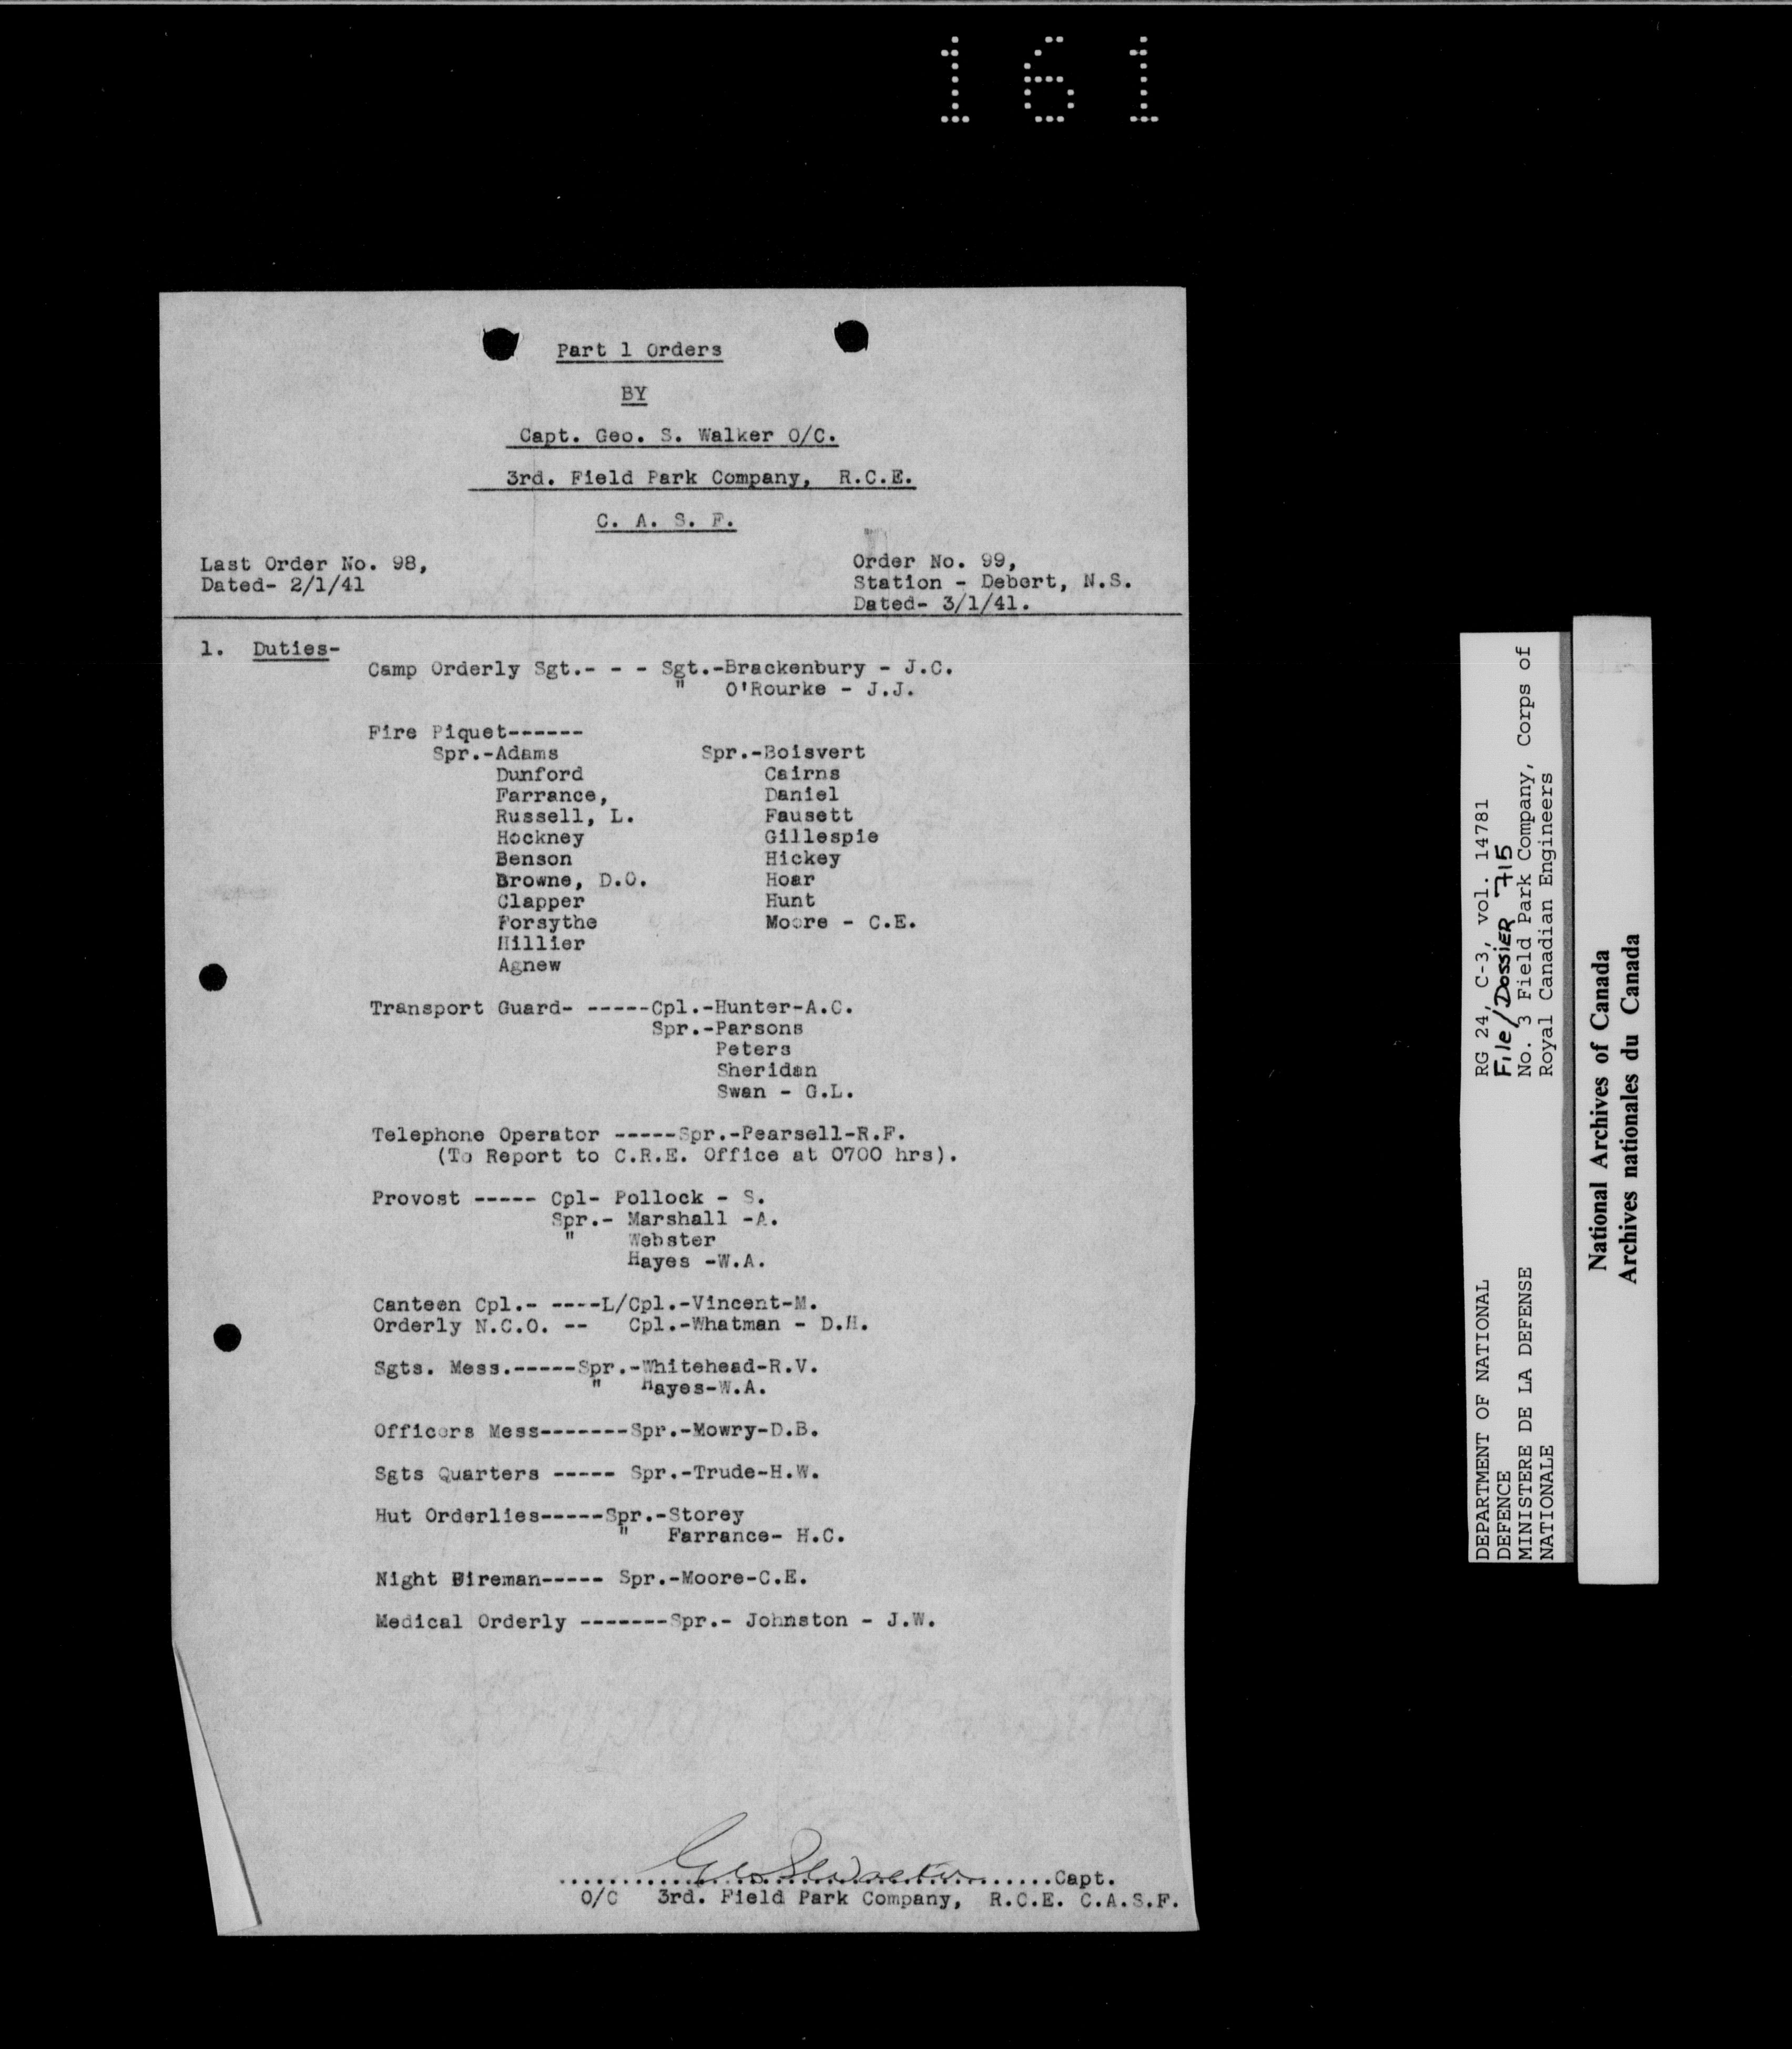 161
Part 1 Orders
BY
Capt. Geo. S. Walker O/C.
3rd. Field Park Company, R.C.E.
C. A. S. F.
Last Order No. 98,
Dated- 2/1/41
Order No. 99,
Station - Debert, N.S.
Dated- 3/1/41.
1. Duties-
Camp Orderly Sgt.- - - Sgt.-Brackenbury - J.C.
" O'Rourke - J.J.
Fire Piquet------
Spr.-Adams Spr.-Boisvert
Dunford Cairns
Farrance, Daniel
Russell, L. Fausett
Hockney Gillespie
Benson Hickey
Browne, D.O. Hoar
Clapper Hunt
Forsythe Moore - C.E.
Hillier
Agnew
Transport Guard- -----Cpl.-Hunter-A.C.
Spr.-Parsons
Peters
Sheridan
Swan - G.L.
Telephone Operator -----Spr.-Pearsell-R.F.
(To Report to C.R.E. Office at 0700 hrs).
Provost ----- Cpl- Pollock - S.
Spr.- Marshall -A.
" Webster
Hayes -W.A.
Canteen Cpl.- ----L/Cpl.-Vincent-M.
Orderly N.C.O. -- Cpl.-Whatman - D.H.
Sgts. Mess.-----Spr.-Whitehead-R.V.
" Hayes-W.A.
Officers Mess-------Spr.-Mowry-D.B.
Sgts Quarters ----- Spr.-Trude-H.W.
Hut Orderlies-----Spr.-Storey
" Farrance- H.C.
Night Fireman----- Spr.-Moore-C.E.
Medical Orderly -------Spr.- Johnston - J.W.
Geo S Walker Capt.
O/C 3rd. Field Park Company, R.C.E. C.A.S.F.
DEPARTMENT OF NATIONAL
DEFENCE
MINISTERE DE LA DEFENSE
NATIONALE
RG 24, C-3, vol. 14781
File/Dossier 715
No. 3 Field Park Company, Corps of
Royal Canadian Engineers
National Archives of Canada
Archives nationales du Canada